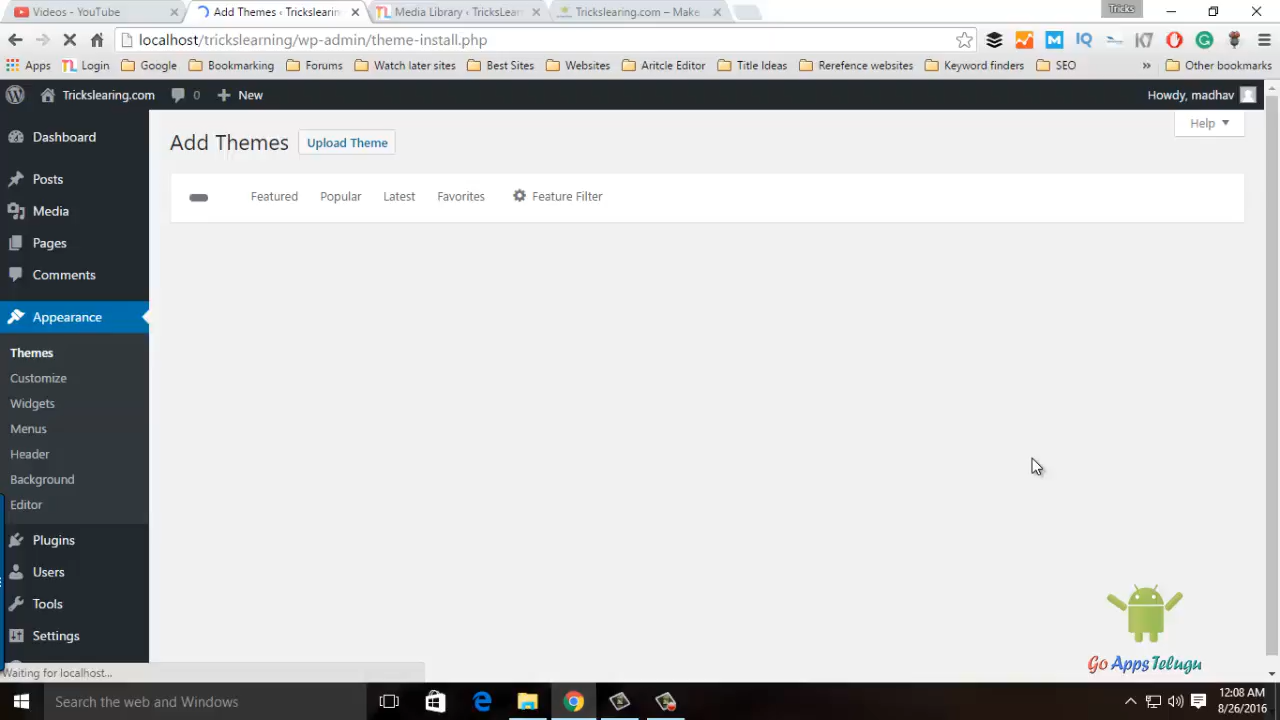 Videos - YouTube
Add Themes ‹ Trickslearin
Media Library ‹ TricksLear
Trickslearing.com – Make
Tricks
localhost/trickslearning/wp-admin/theme-install.php
Apps
Login
Google
Bookmarking
Forums
Watch later sites
Best Sites
Websites
Aritcle Editor
Title Ideas
Rerefence websites
Keyword finders
SEO
»
Other bookmarks
Trickslearing.com
0
New
Howdy, madhav
Add Themes
Upload Theme
Help
Featured
Popular
Latest
Favorites
Feature Filter
Dashboard
Posts
Media
Pages
Comments
Appearance
Themes
Customize
Widgets
Menus
Header
Background
Editor
Plugins
Users
Tools
Settings
Waiting for localhost...
Go Apps Telugu
Search the web and Windows
12:08 AM
8/26/2016